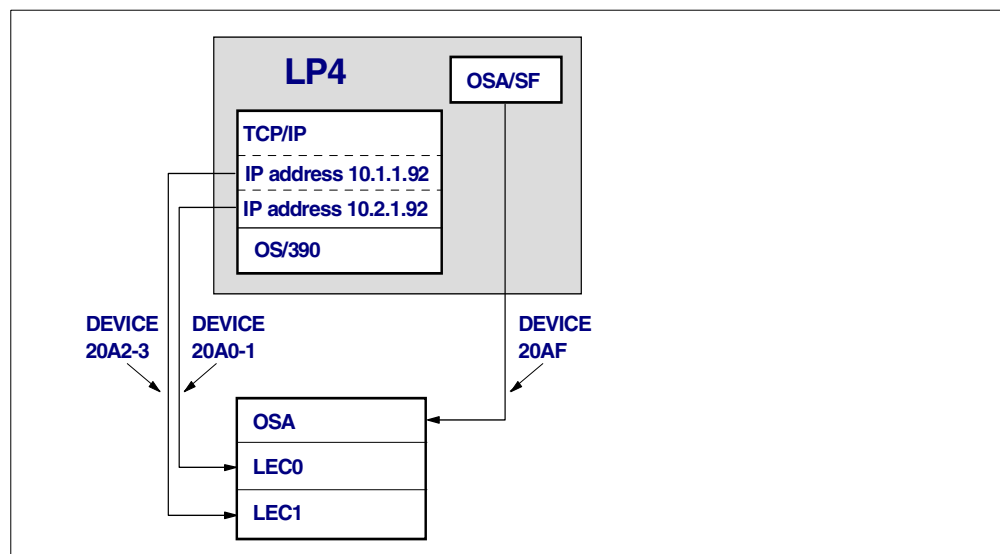 LP4
OSA/SF
TCP/IP
IP address 10.1.1.92
IP address 10.2.1.92
OS/390
DEVICE
20A2-3
DEVICE
20A0-1
DEVICE
20AF
OSA
LEC0
LEC1